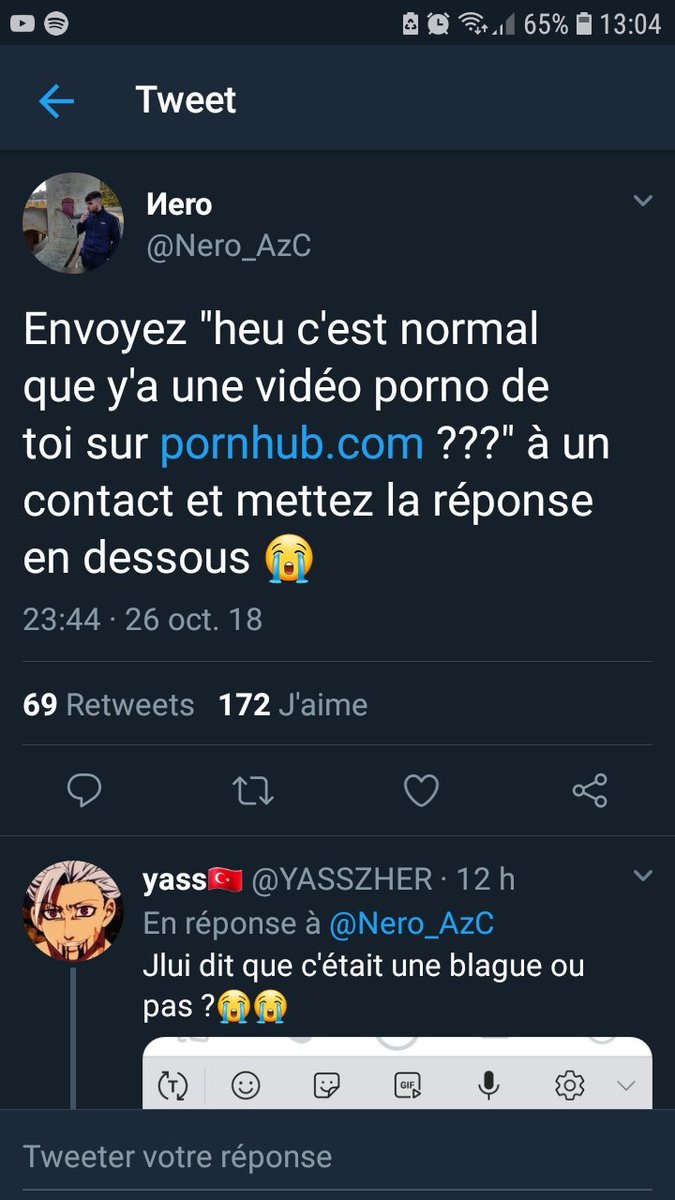 65% 13:04
Tweet
Иero
@Nero_AzC
Envoyez "heu c'est normal
que y'a une vidéo porno de
toi sur pornhub.com ???" à un
contact et mettez la réponse
en dessous 😭
23:44 · 26 oct. 18
69 Retweets 172 J'aime
yass🇹🇷 @YASSZHER · 12 h
En réponse à @Nero_AzC
Jlui dit que c'était une blague ou
pas ?😭😭
T GIF
Tweeter votre réponse